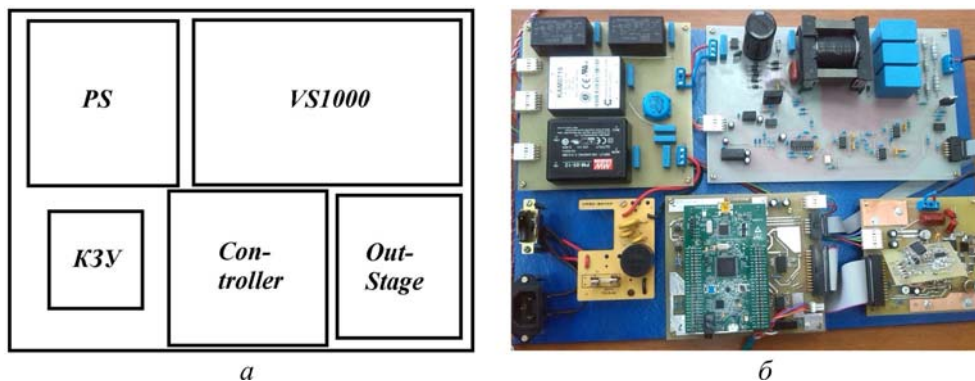 PS
VS1000
КЗУ
Con-
troller
Out-
Stage
а
б